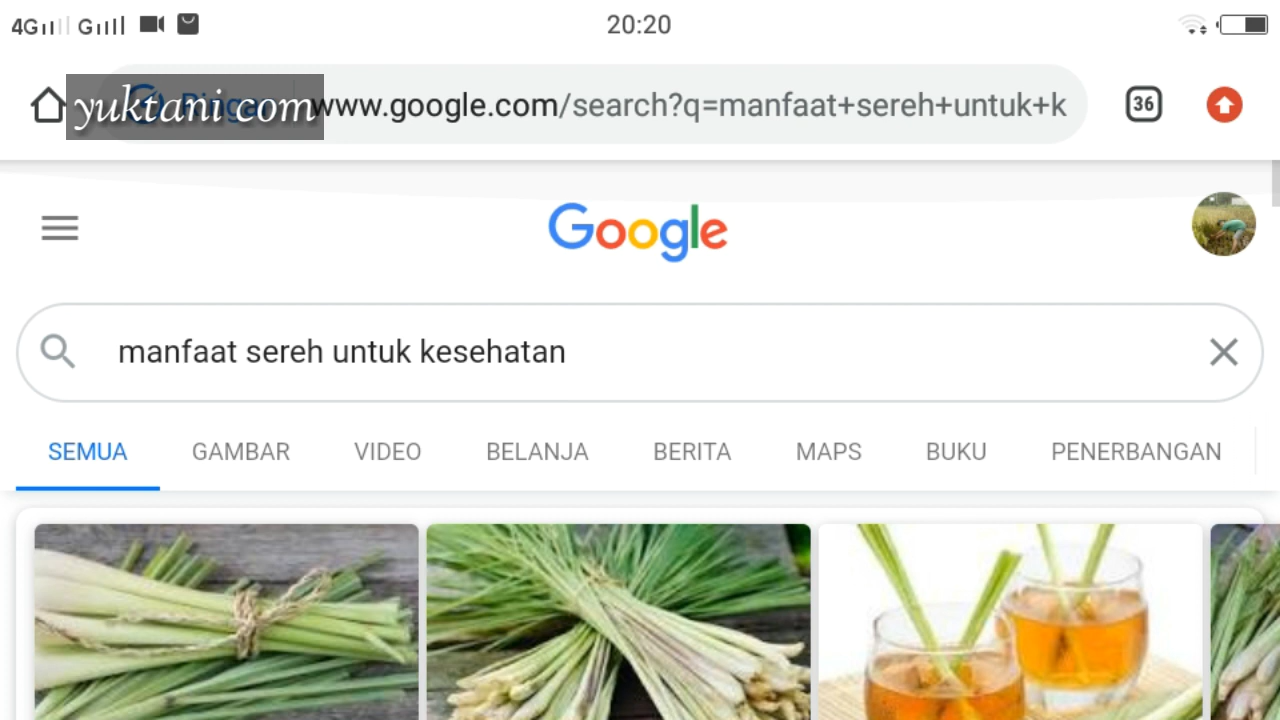 4G G 20:20
yuktani com www.google.com/search?q=manfaat+sereh+untuk+k 36
Google
manfaat sereh untuk kesehatan
SEMUA GAMBAR VIDEO BELANJA BERITA MAPS BUKU PENERBANGAN